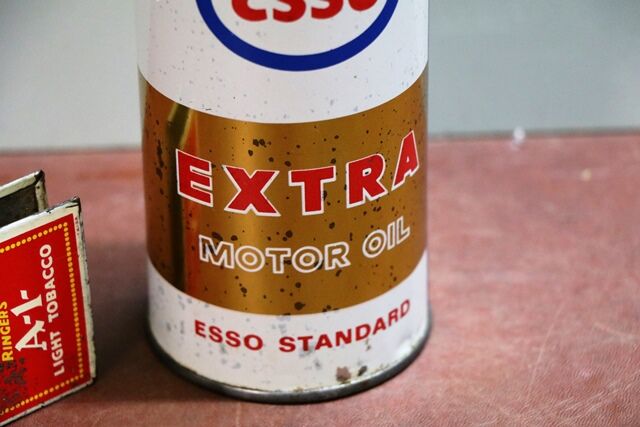 Esso
EXTRA
MOTOR OIL
ESSO STANDARD
RINGERS
A-1-
LIGHT TOBACCO